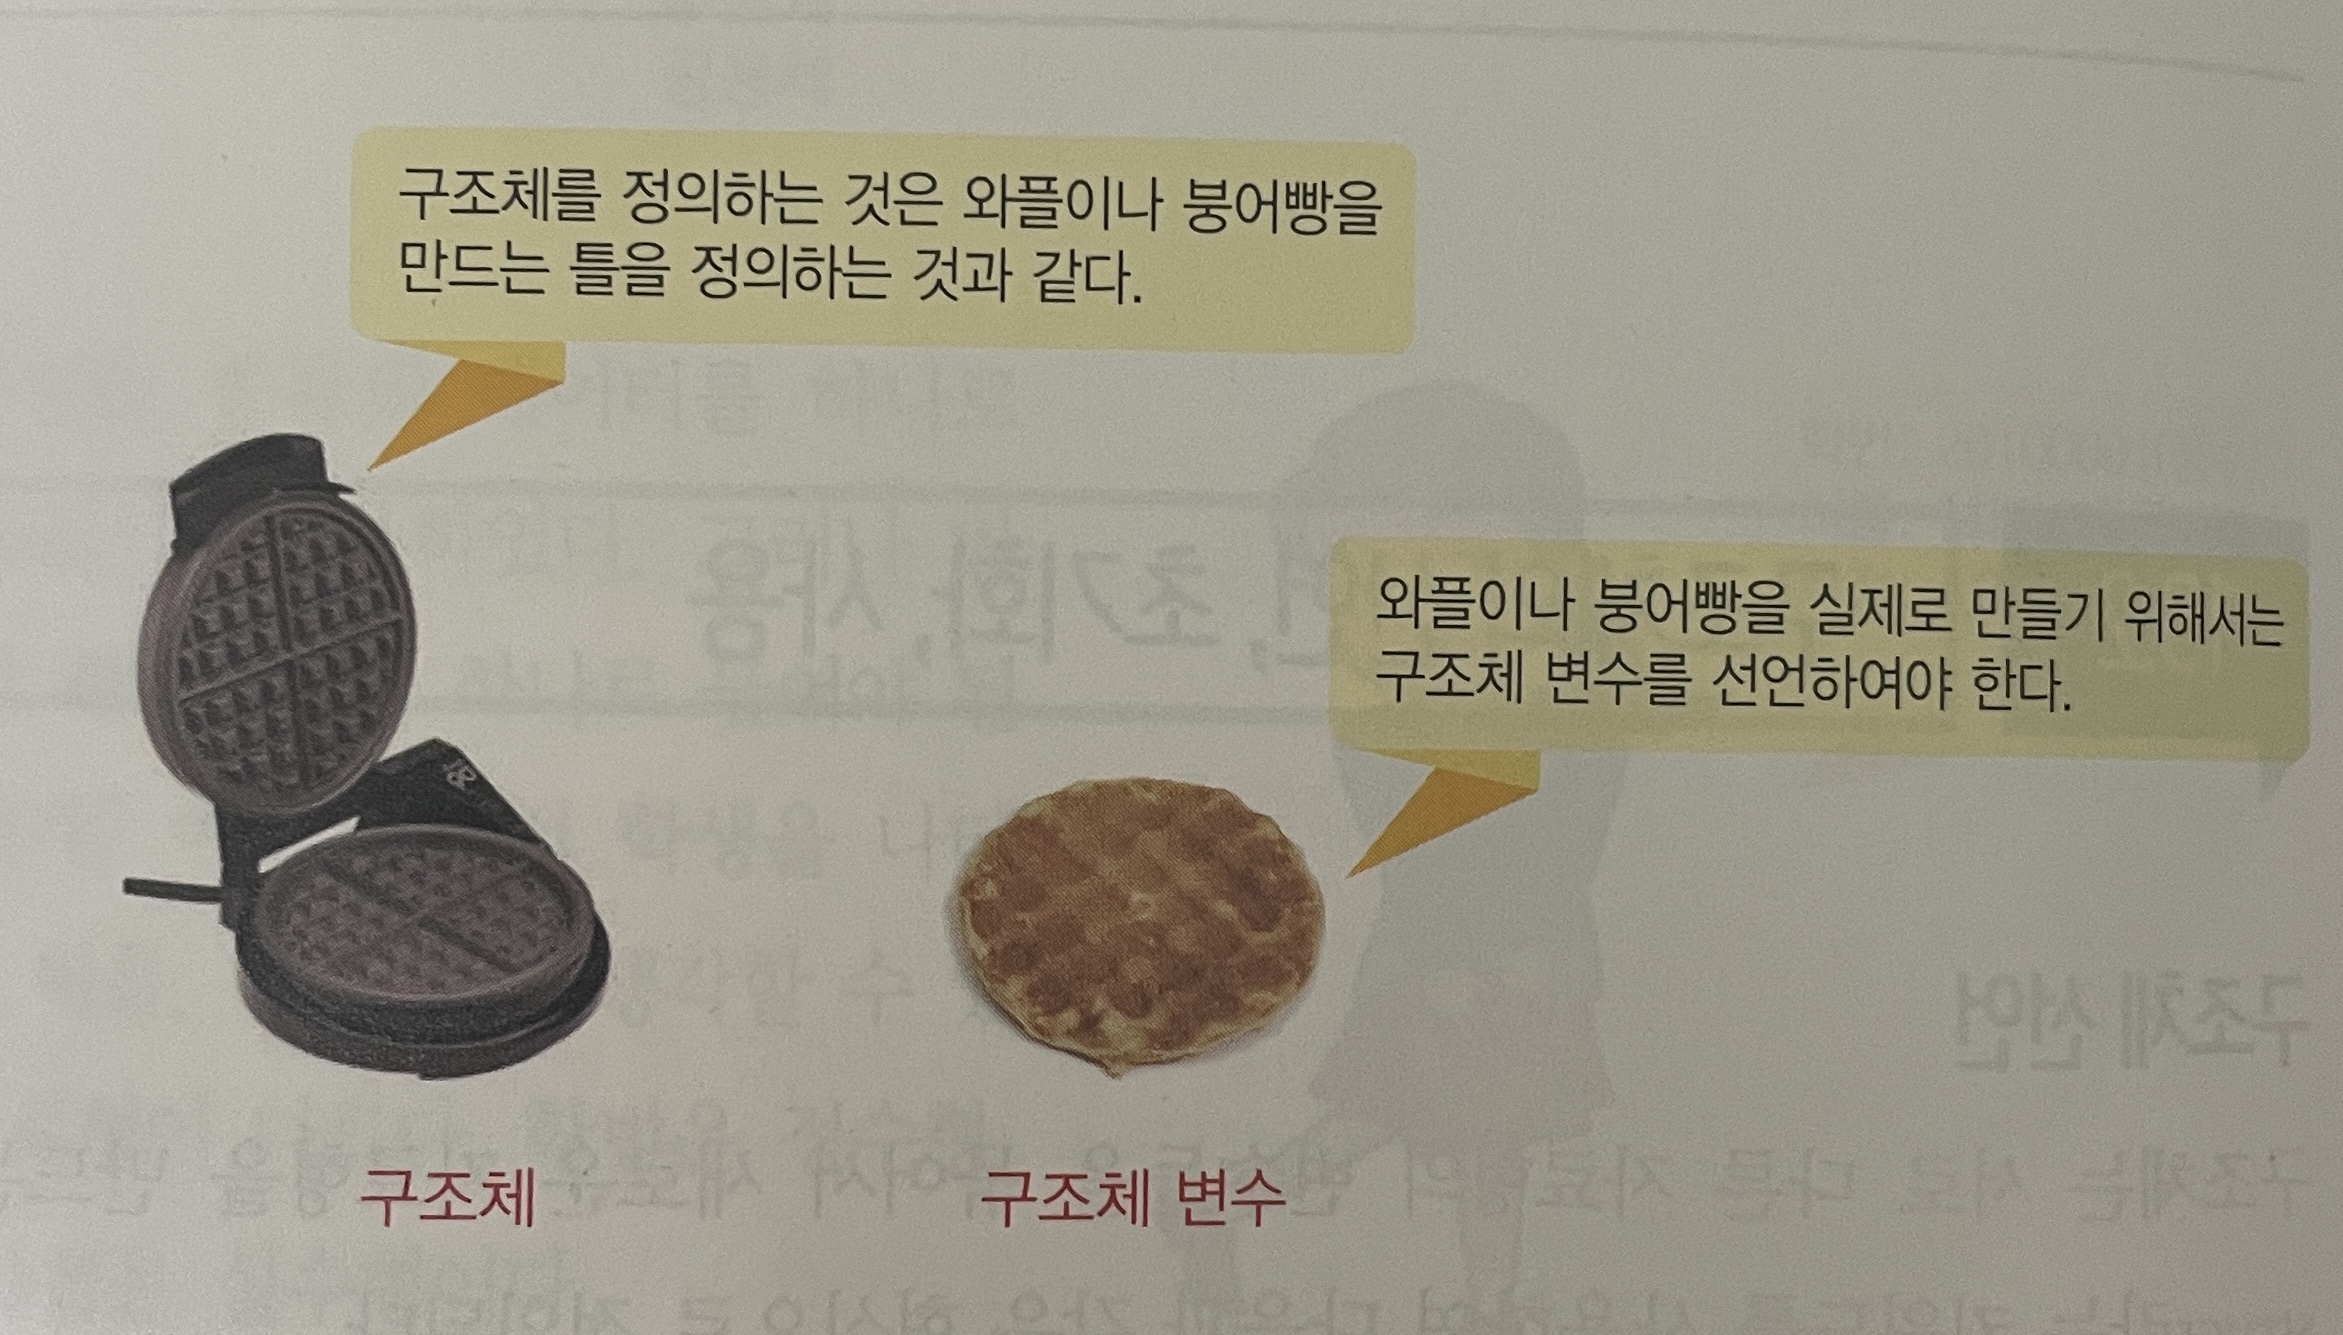 구조체를 정의하는 것은 와플이나 붕어빵을
만드는 틀을 정의하는 것과 같다.
와플이나 붕어빵을 실제로 만들기 위해서는
구조체 변수를 선언하여야 한다.
구조체
구조체 변수